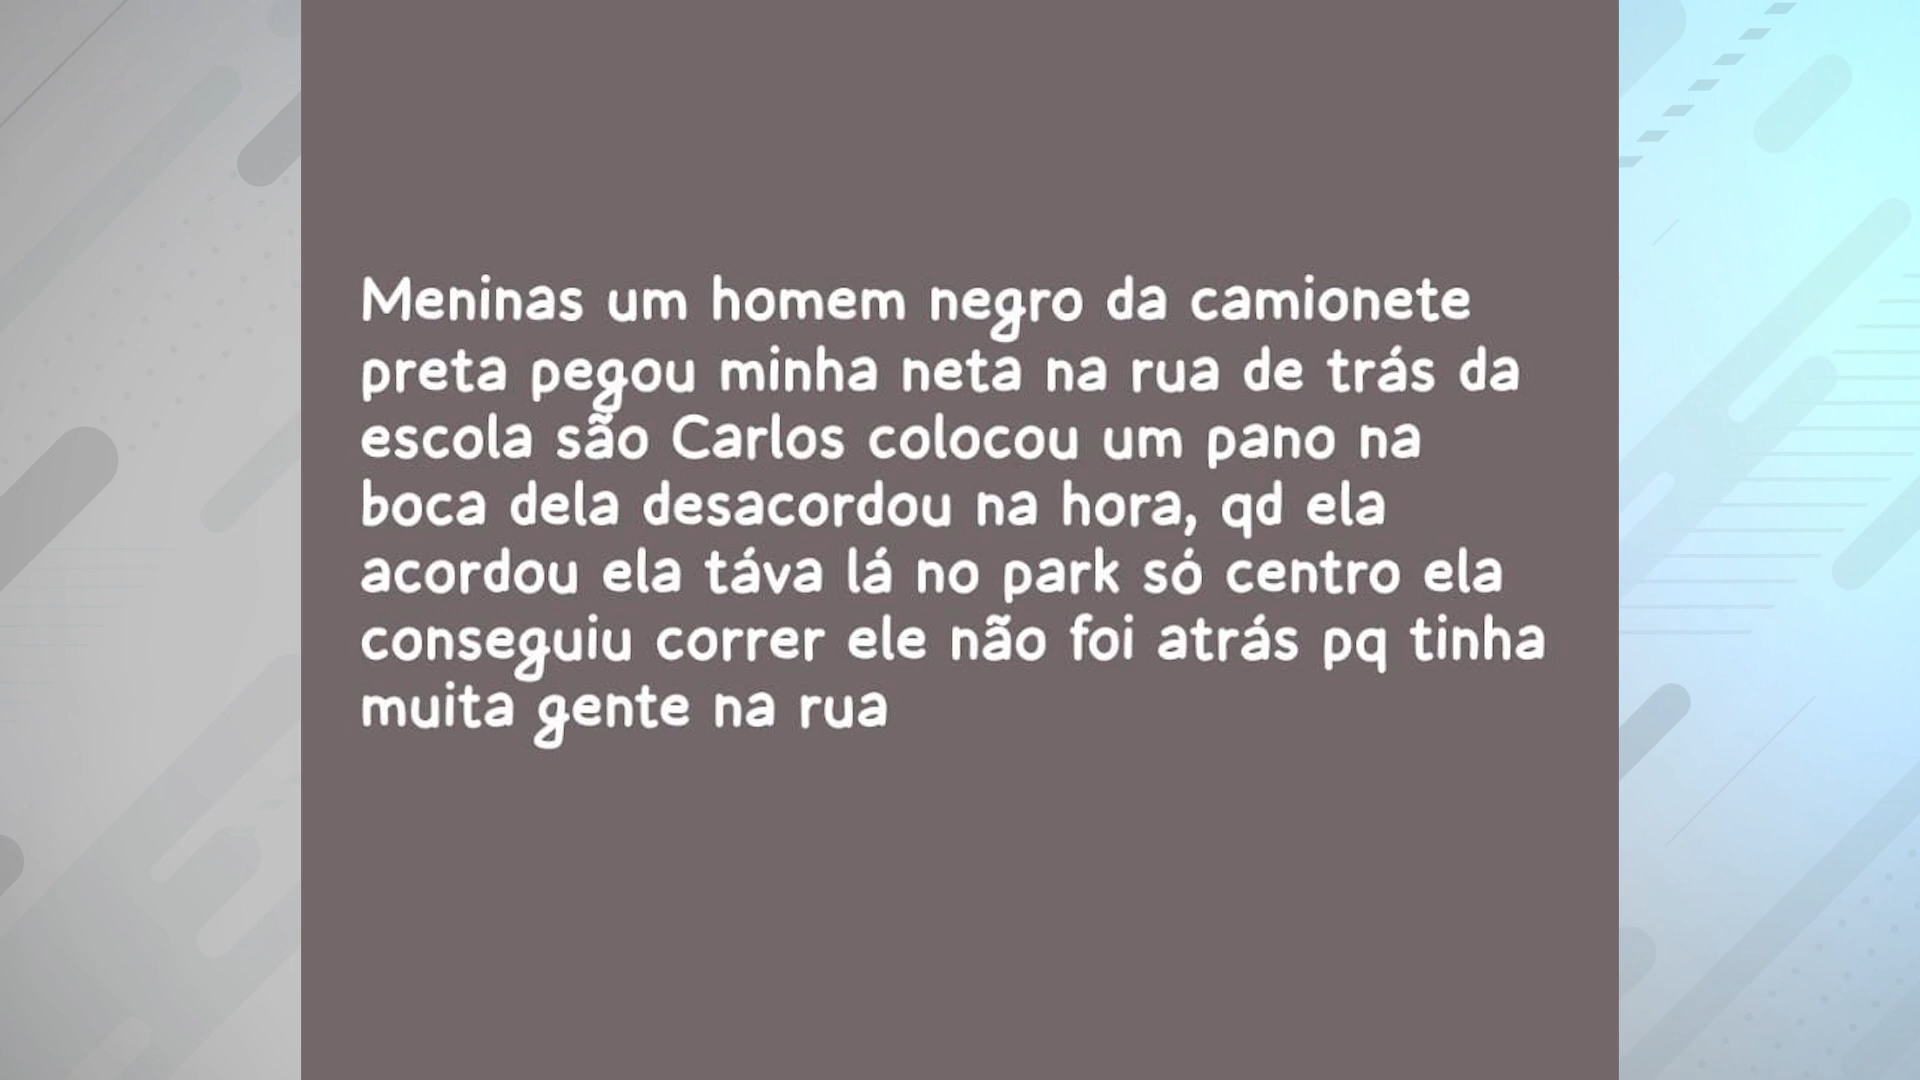 Meninas um homem negro da camionete
preta pegou minha neta na rua de trás da
escola são Carlos colocou um pano na
boca dela desacordou na hora, qd ela
acordou ela táva lá no park só centro ela
conseguiu correr ele não foi atrás pq tinha
muita gente na rua